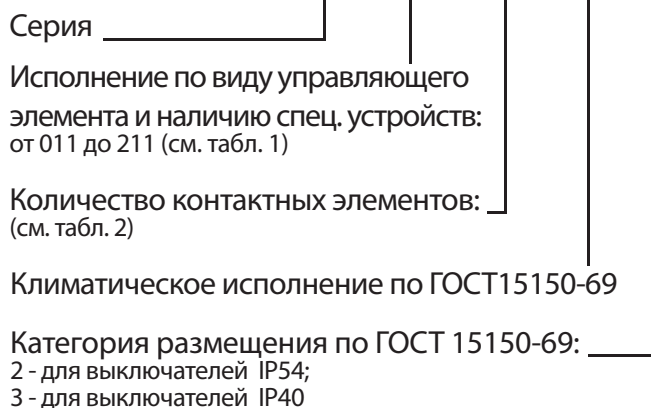 Серия
Исполнение по виду управляющего
элемента и наличию спец. устройств:
от 011 до 211 (см. табл. 1)
Количество контактных элементов:
(см. табл. 2)
Климатическое исполнение по ГОСТ15150-69
Категория размещения по ГОСТ 15150-69:
2 - для выключателей IP54;
3 - для выключателей IP40